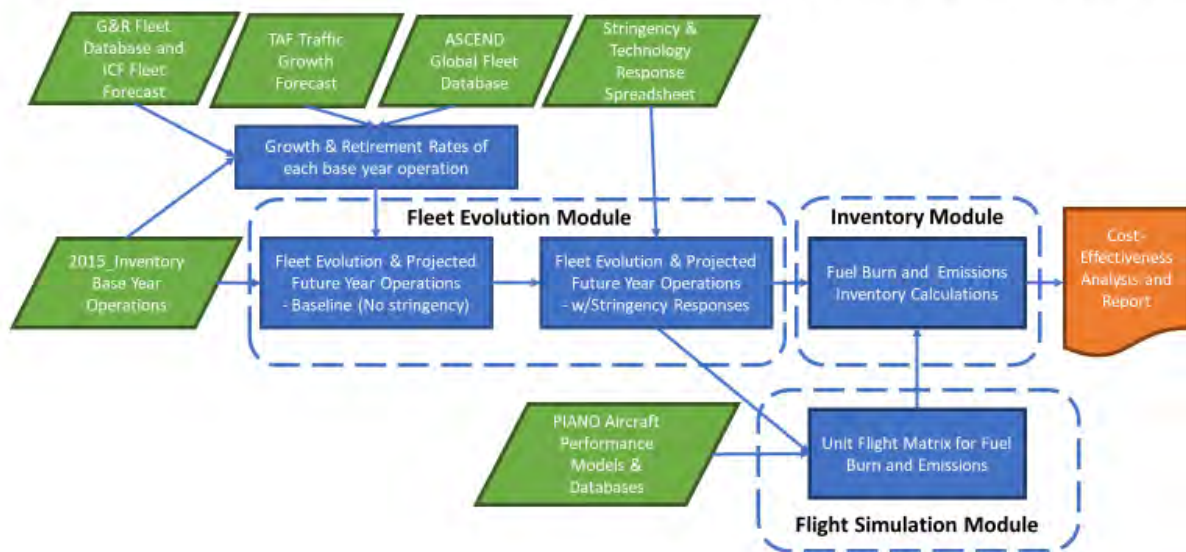 G&R Fleet
Database and
ICF Fleet
Forecast
TAF Traffic
Growth
Forecast
ASCEND
Global Fleet
Database
Stringency &
Technology
Response
Spreadsheet
Growth & Retirement Rates of
each base year operation
Fleet Evolution Module
Inventory Module
2015_Inventory
Base Year
Operations
Fleet Evolution & Projected
Future Year Operations
- Baseline (No stringency)
Fleet Evolution & Projected
Future Year Operations
- w/Stringency Responses
Fuel Burn and Emissions
Inventory Calculations
Cost-
Effectiveness
Analysis and
Report
PIANO Aircraft
Performance
Models &
Databases
Unit Flight Matrix for Fuel
Burn and Emissions
Flight Simulation Module